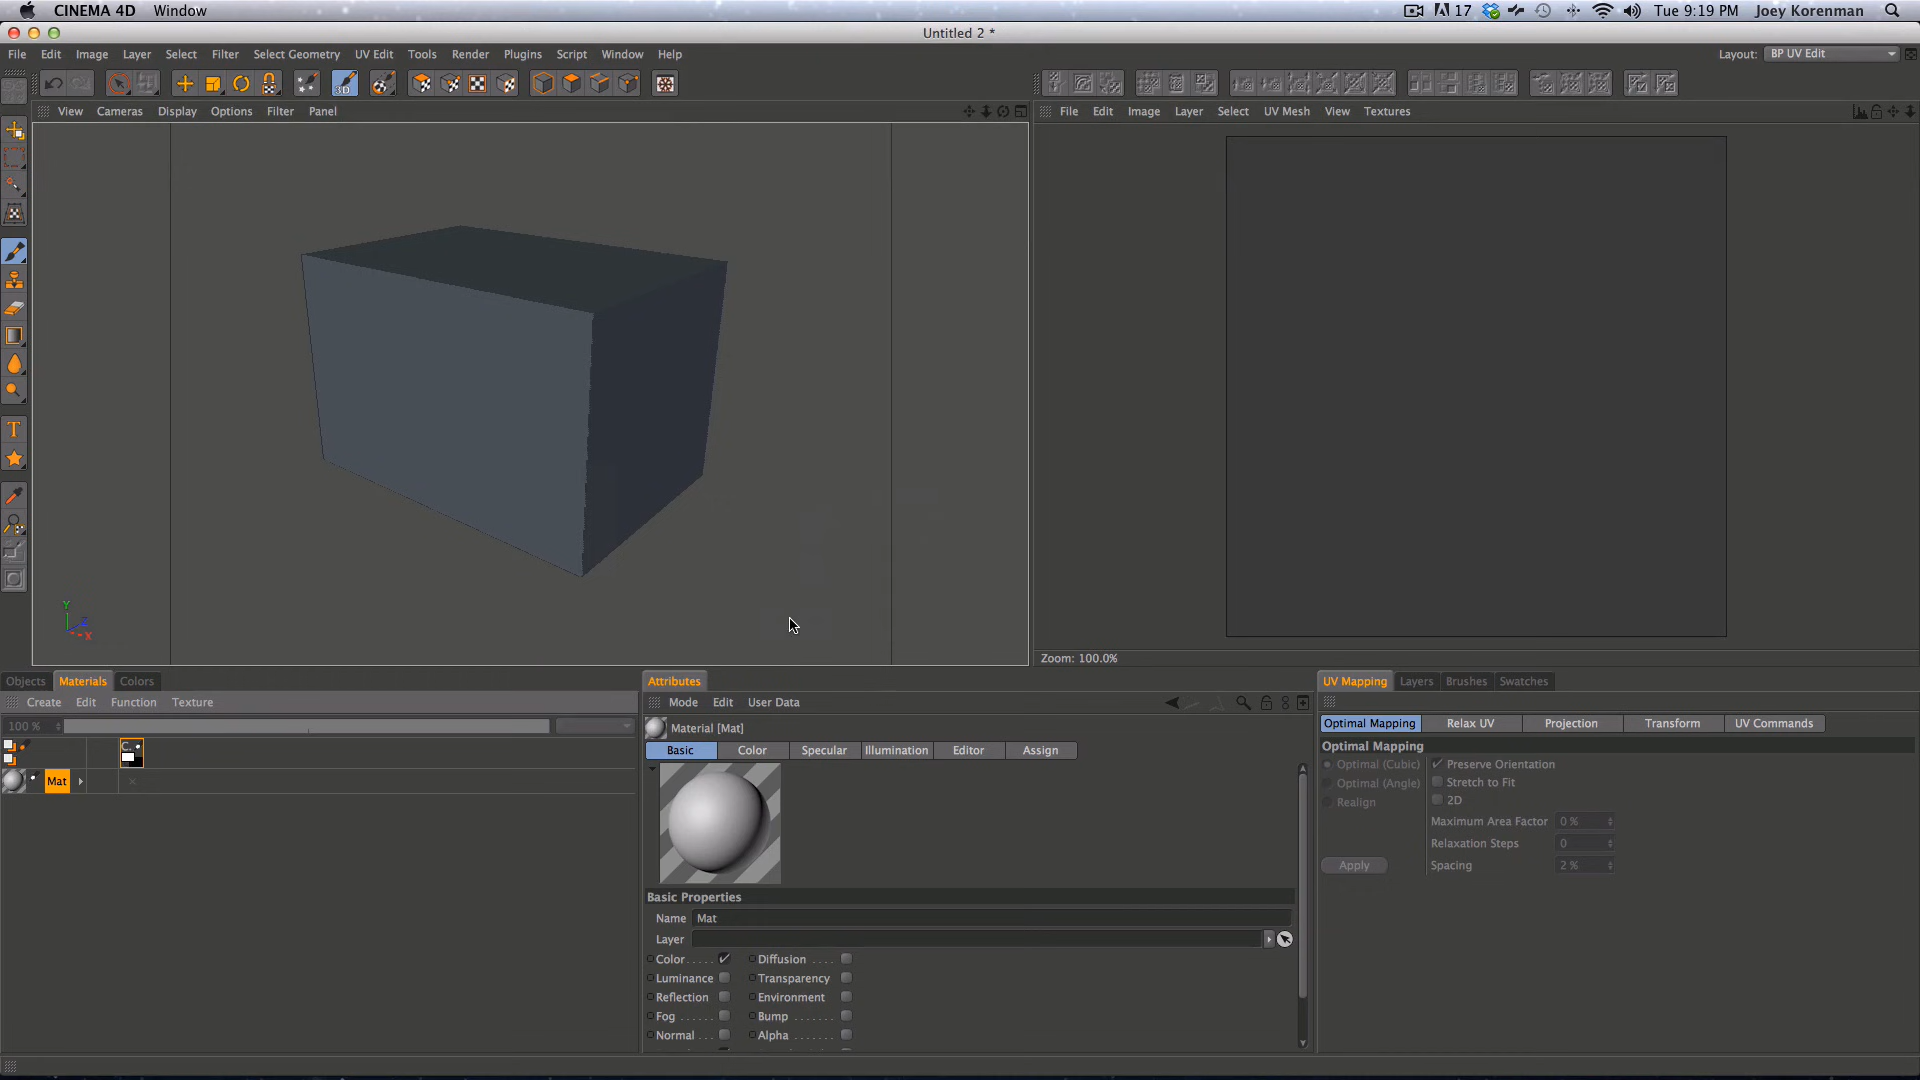 CINEMA 4D Window 17 Tue 9:19 PM Joey Korenman
Untitled 2 *
File Edit Image Layer Select Filter Select Geometry UV Edit Tools Render Plugins Script Window Help Layout: BP UV Edit
3D
View Cameras Display Options Filter Panel File Edit Image Layer Select UV Mesh View Textures
Y
Z
X
Zoom: 100.0%
Objects Materials Colors Attributes UV Mapping Layers Brushes Swatches
Create Edit Function Texture Mode Edit User Data
100 % Material [Mat] Optimal Mapping Relax UV Projection Transform UV Commands
Basic Color Specular Illumination Editor Assign Optimal Mapping
Mat
Optimal (Cubic) Preserve Orientation
Optimal (Angle) Stretch to Fit
Realign 2D
Maximum Area Factor 0 %
Relaxation Steps 0
Apply Spacing 2 %
Basic Properties
Name Mat
Layer
Color Diffusion
Luminance Transparency
Reflection Environment
Fog Bump
Normal Alpha